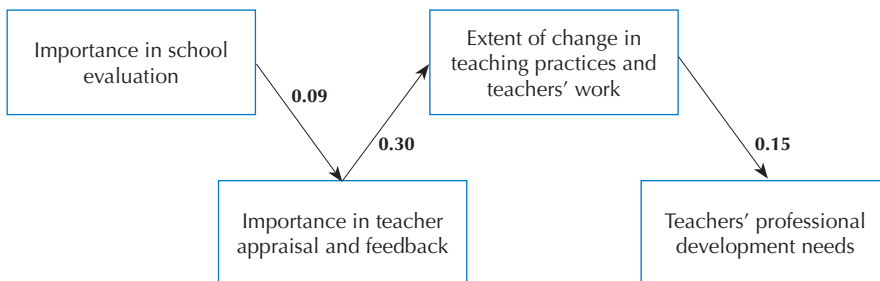 Importance in school
evaluation
0.09
Importance in teacher
appraisal and feedback
0.30
Extent of change in
teaching practices and
teachers’ work
0.15
Teachers’ professional
development needs